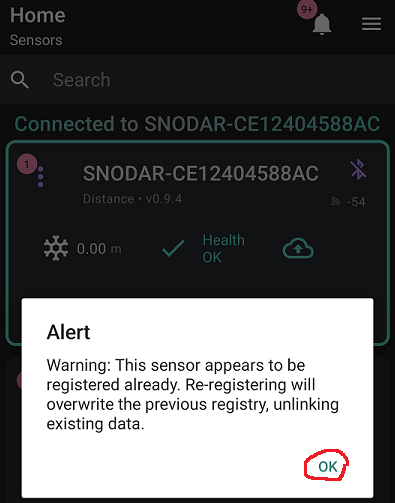 Home
9+
Sensors
Search
Connected to SNODAR-CE12404588AC
1
SNODAR-CE12404588AC
Distance • v0.9.4
-54
0.00 m
Health
OK
Alert
Warning: This sensor appears to be
registered already. Re-registering will
overwrite the previous registry, unlinking
existing data.
OK